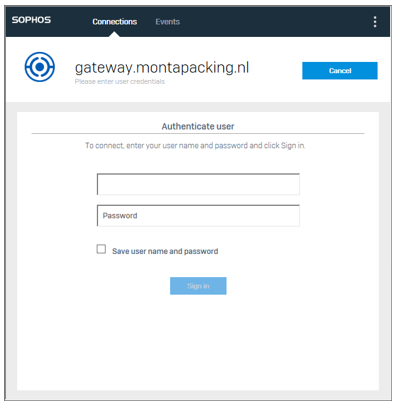 SOPHOS
Connections
Events
gateway.montapacking.nl
Please enter user credentials
Cancel
Authenticate user
To connect, enter your user name and password and click Sign in.
Password
Save user name and password
Sign in